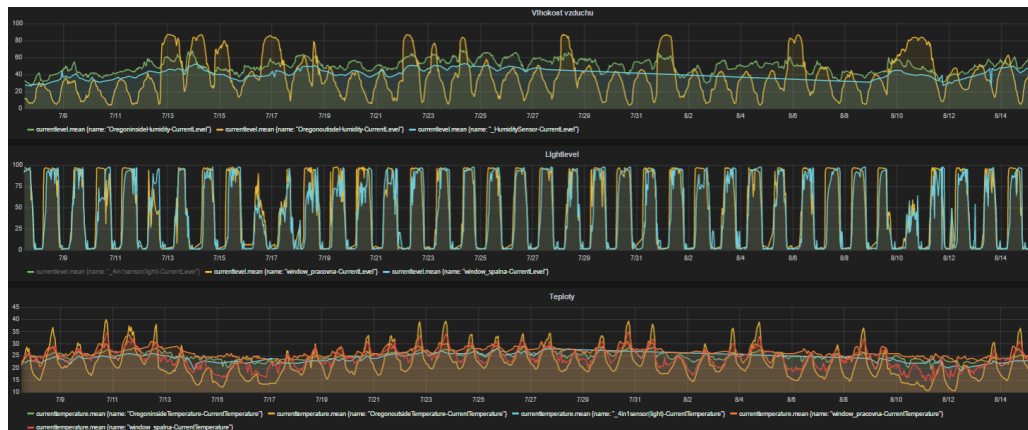 Vlhokost vzduchu
100
80
60
40
20
0
7/9 7/11 7/13 7/15 7/17 7/19 7/21 7/23 7/25 7/27 7/29 7/31 8/2 8/4 8/6 8/8 8/10 8/12 8/14
currentlevel.mean {name: "OregoninsideHumidity-CurrentLevel"} currentlevel.mean {name: "OregonoutsideHumidity-CurrentLevel"} currentlevel.mean {name: "_HumiditySensor-CurrentLevel"}
Lightlevel
100
75
50
25
0
7/9 7/11 7/13 7/15 7/17 7/19 7/21 7/23 7/25 7/27 7/29 7/31 8/2 8/4 8/6 8/8 8/10 8/12 8/14
currentlevel.mean {name: "_4in1sensor(light)-CurrentLevel"} currentlevel.mean {name: "window_pracovna-CurrentLevel"} currentlevel.mean {name: "window_spalna-CurrentLevel"}
Teploty
45
40
35
30
25
20
15
10
7/9 7/11 7/13 7/15 7/17 7/19 7/21 7/23 7/25 7/27 7/29 7/31 8/2 8/4 8/6 8/8 8/10 8/12 8/14
currenttemperature.mean {name: "OregoninsideTemperature-CurrentTemperature"} currenttemperature.mean {name: "OregonoutsideTemperature-CurrentTemperature"} currenttemperature.mean {name: "_4in1sensor(light)-CurrentTemperature"} currenttemperature.mean {name: "window_pracovna-CurrentTemperature"}
currenttemperature.mean {name: "window_spalna-CurrentTemperature"}